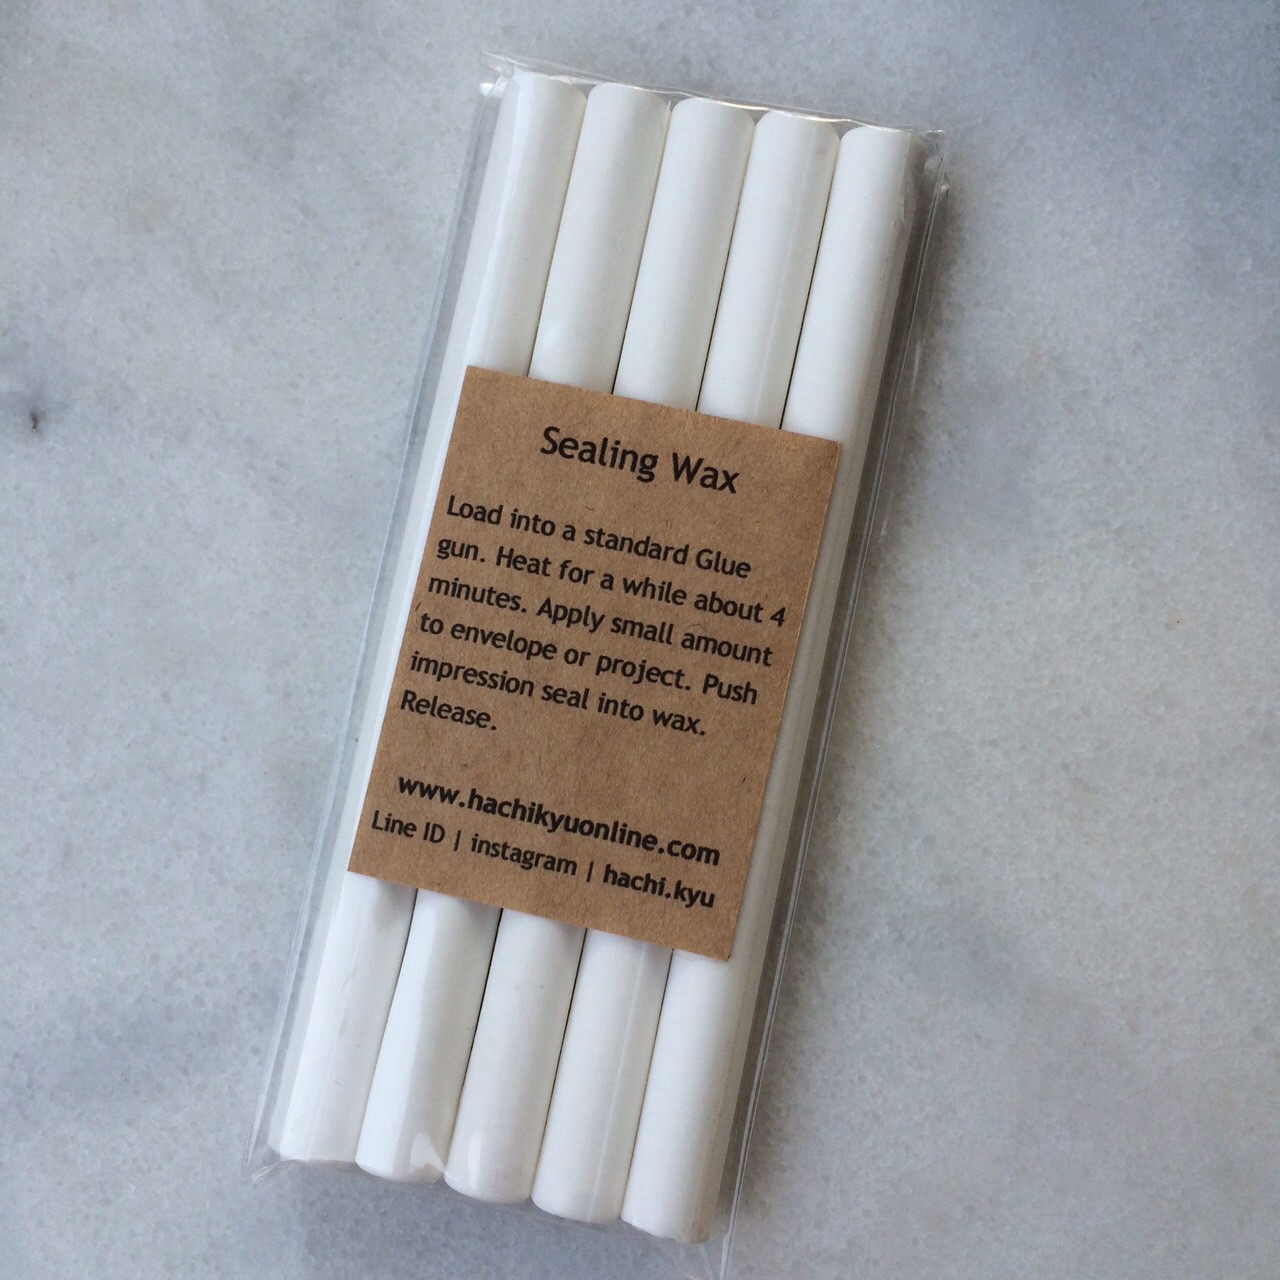 Sealing Wax
Load into a standard Glue
gun. Heat for a while about 4
minutes. Apply small amount
to envelope or project. Push
impression seal into wax.
Release.
www.hachikyuonline.com
Line ID | instagram | hachi.kyu